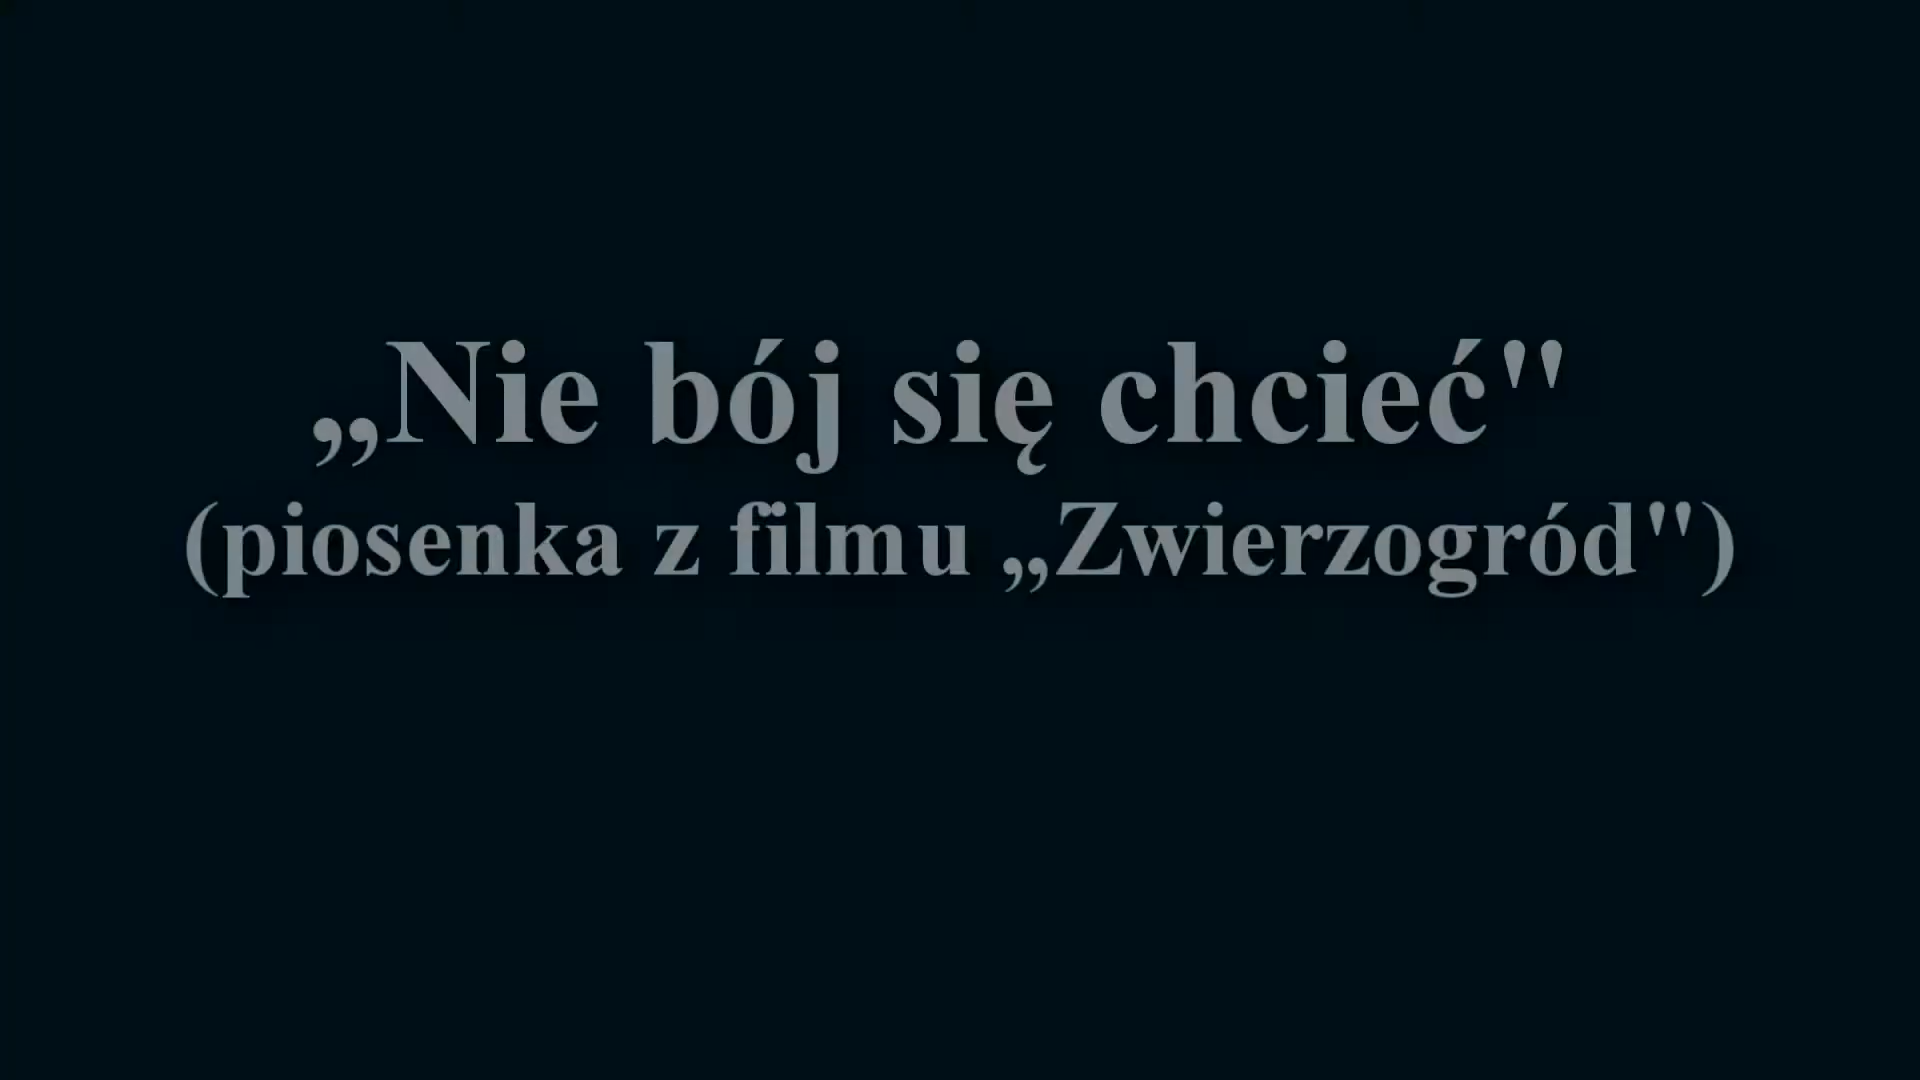 „Nie bój się chcieć"
(piosenka z filmu „Zwierzogród")